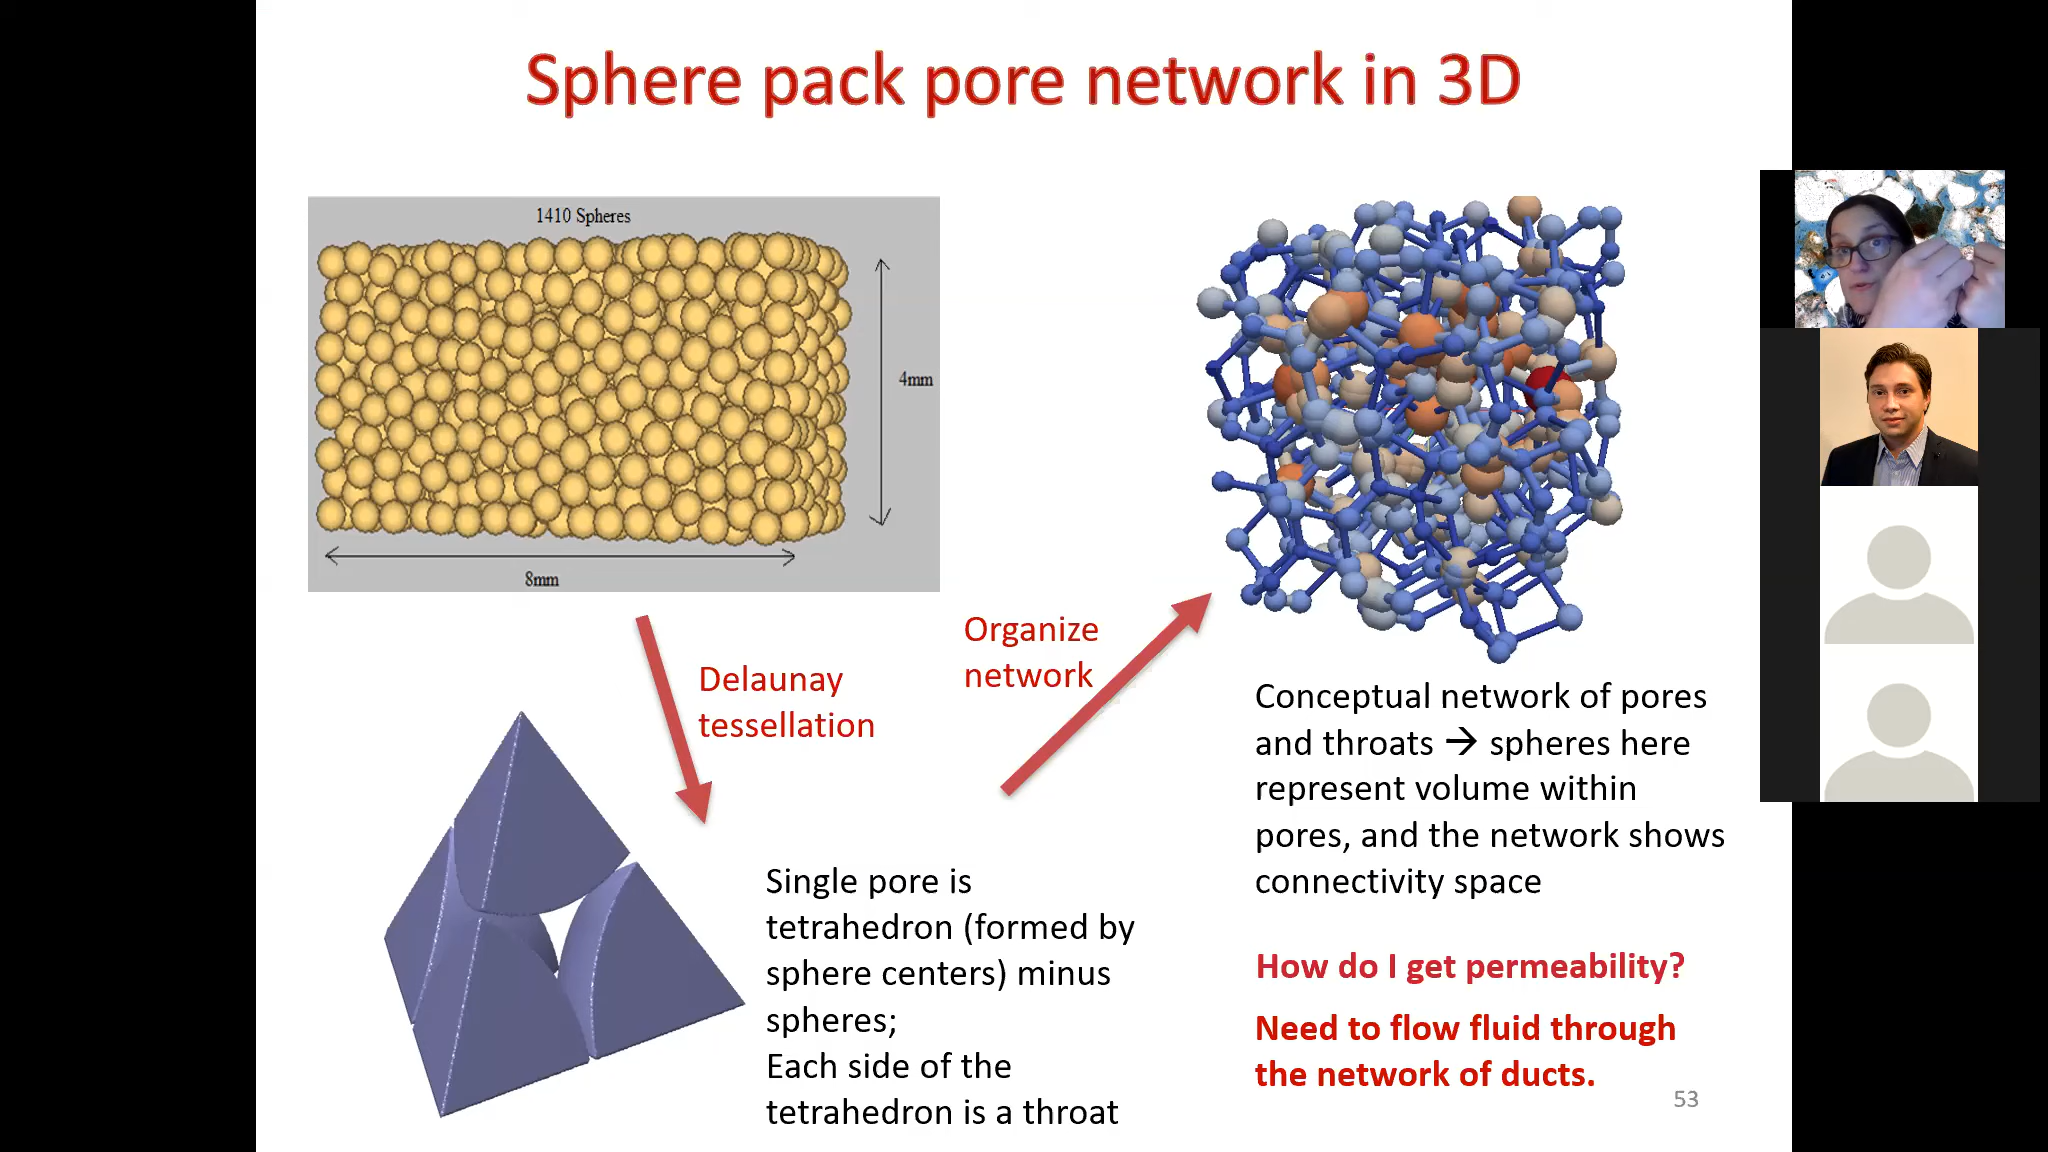 Sphere pack pore network in 3D
1410 Spheres
4mm
8mm
Delaunay
tessellation
Organize
network
Single pore is
tetrahedron (formed by
sphere centers) minus
spheres;
Each side of the
tetrahedron is a throat
Conceptual network of pores
and throats → spheres here
represent volume within
pores, and the network shows
connectivity space
How do I get permeability?
Need to flow fluid through
the network of ducts.
53